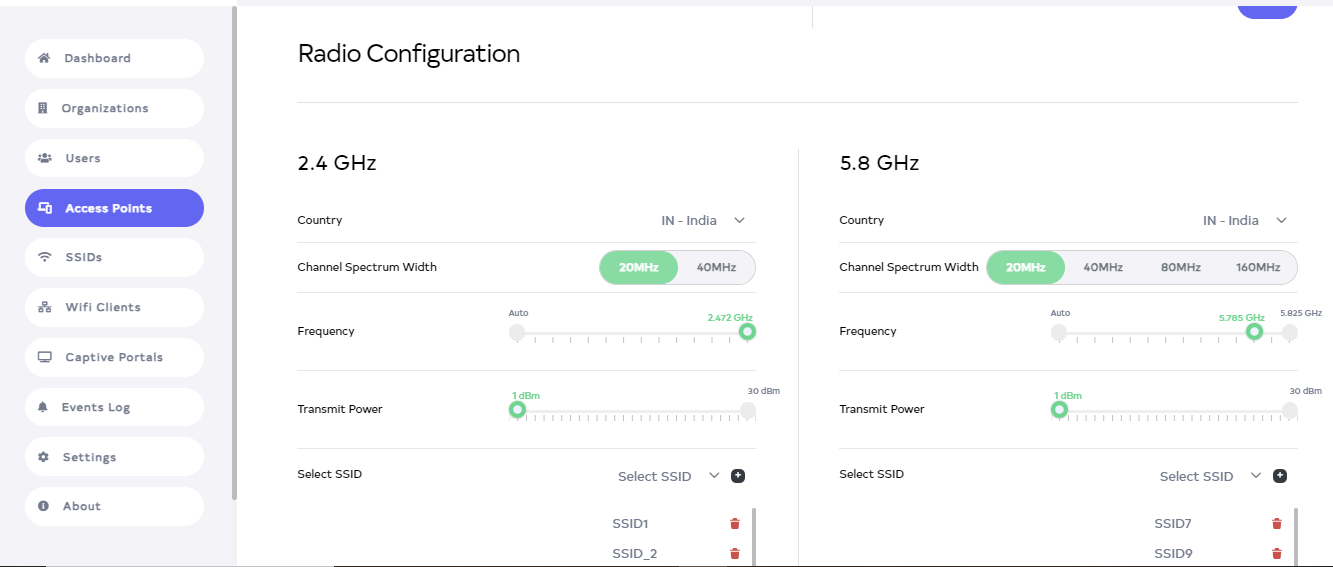 Dashboard
Organizations
Users
Access Points
SSIDs
Wifi Clients
Captive Portals
Events Log
Settings
About
Radio Configuration
2.4 GHz
Country IN - India
Channel Spectrum Width 20MHz 40MHz
Auto 2.472 GHz
Frequency
1 dBm 30 dBm
Transmit Power
Select SSID Select SSID
SSID1
SSID_2
5.8 GHz
Country IN - India
Channel Spectrum Width 20MHz 40MHz 80MHz 160MHz
Auto 5.785 GHz 5.825 GHz
Frequency
1 dBm 30 dBm
Transmit Power
Select SSID Select SSID
SSID7
SSID9